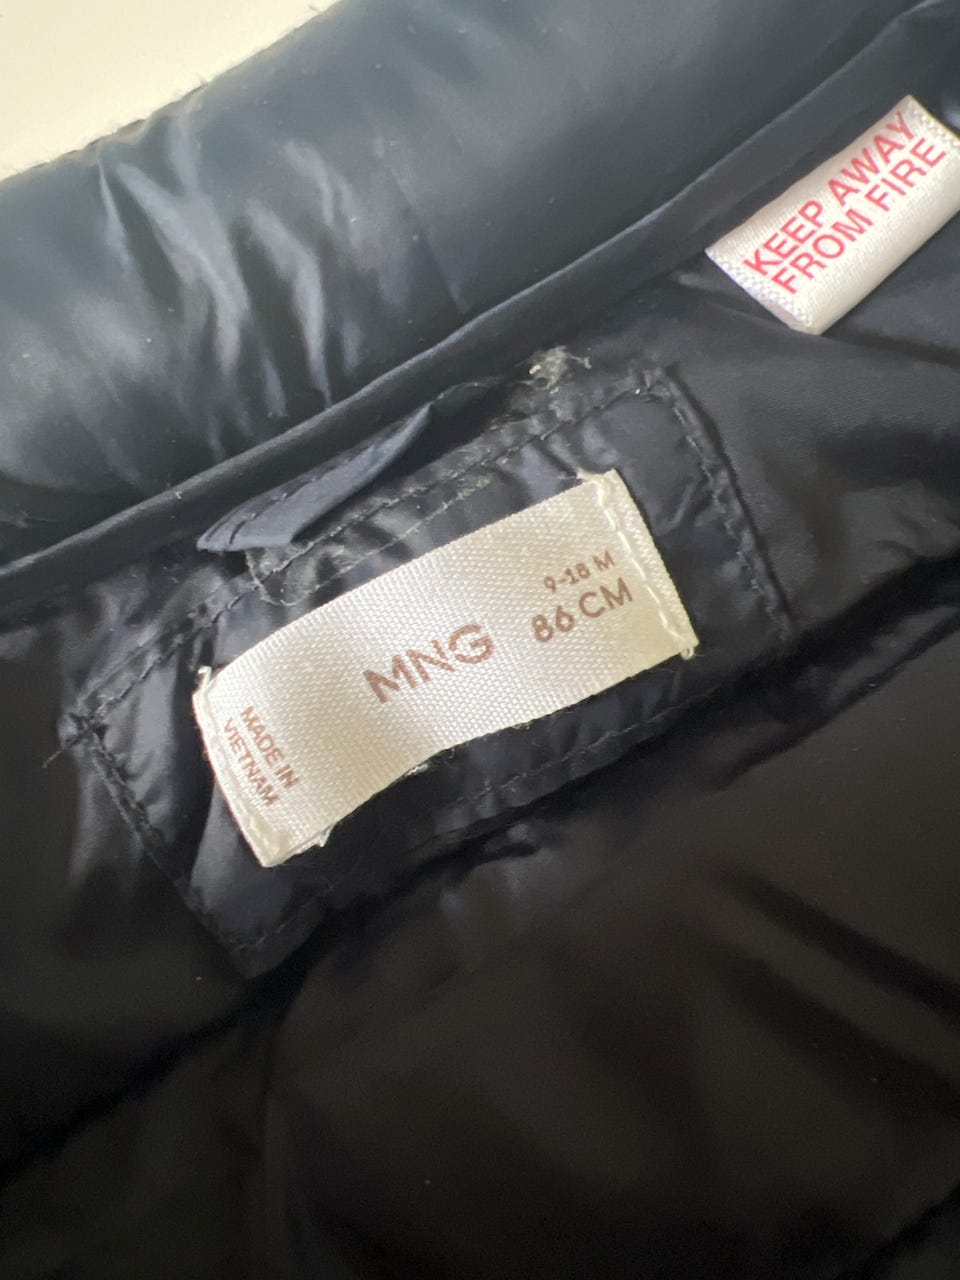 KEEP AWAY
FROM FIRE
9-18 M
86 CM
MNG
MADE IN
VIETNAM